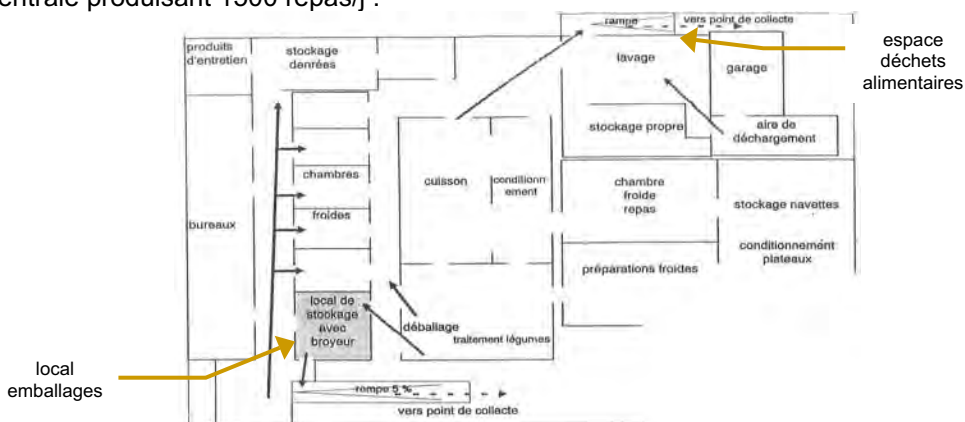 centrale produisant 1500 repas/j :
rampe
vers point de collecte
espace
déchets
alimentaires
produits
d'entretien
stockage
denrées
lavage
garage
stockage propre
aire de
déchargement
chambres
froides
cuisson
conditionn
ement
chambre
froide
repas
stockage navettes
bureaux
conditionnement
plateaux
préparations froides
local de
stockage
avec
broyeur
déballage
traitement légumes
local
emballages
rampe 5 %
vers point de collecte